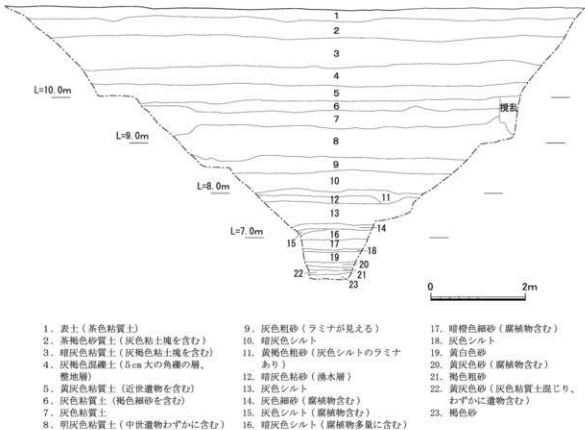 1
2
3
4
L=10.0m
5
6
攪乱
7
L=9.0m
8
9
10
L=8.0m
11
12
13
14
L=7.0m
16
15
17
18
19
20
22
21
23
0
2m
1. 表土(茶色粘質土)
2. 茶褐色砂質土(灰色粘土塊を含む)
3. 暗灰色粘質土(灰褐色粘土塊を含む)
4. 灰褐色混礫土(5㎝大の角礫の層、
整地層)
5. 黄灰色粘質土(近世遺物を含む)
6. 灰色粘質土(褐色細砂を含む)
7. 灰色粘質土
8. 明灰色粘質土(中世遺物わずかに含む)
9. 灰色粗砂(ラミナが見える)
10. 暗灰色シルト
11. 黄褐色粗砂(灰色シルトのラミナ
あり)
12. 暗灰色粘砂(湧水層)
13. 灰色シルト
14. 灰色細砂(腐植物含む)
15. 灰色シルト(腐植物含む)
16. 暗灰色シルト(腐植物多量に含む)
17. 暗橙色細砂(腐植物含む)
18. 灰色シルト
19. 黄白色砂
20. 黄灰色砂(腐植物含む)
21. 褐色粗砂
22. 黄灰色砂(灰色粘質土混じり、
わずかに遺物含む)
23. 褐色砂